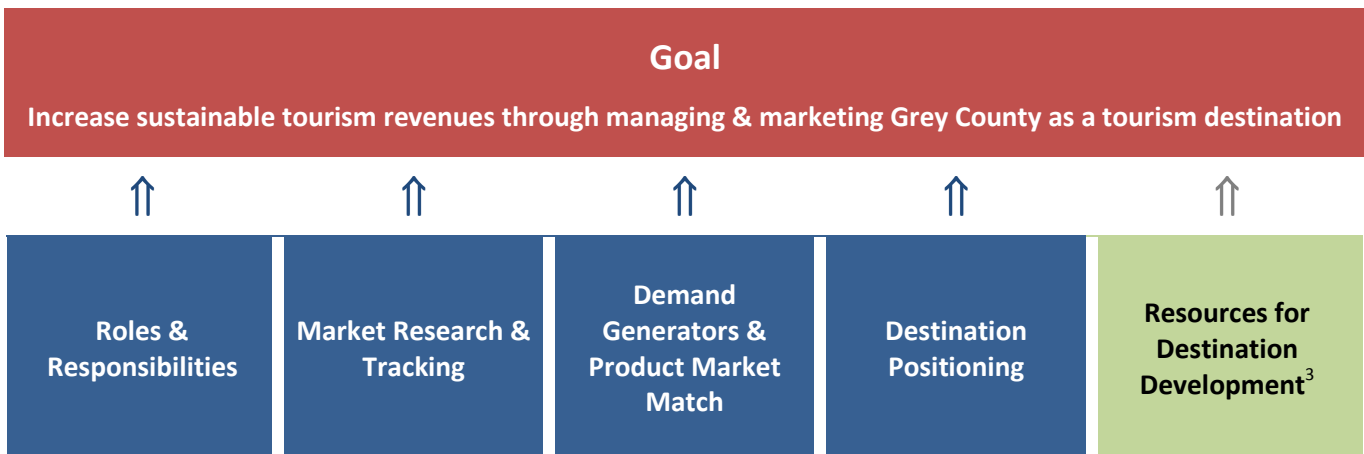 Goal
Increase sustainable tourism revenues through managing & marketing Grey County as a tourism destination
⇑ ⇑ ⇑ ⇑ ⇑
Roles &
Responsibilities
Market Research &
Tracking
Demand
Generators &
Product Market
Match
Destination
Positioning
Resources for
Destination
Development³